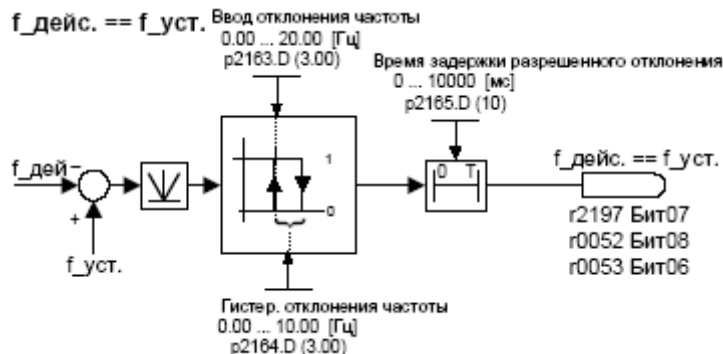 f_дейс. == f_уст.
Ввод отклонения частоты
0.00 ... 20.00 [Гц]
p2163.D (3.00)
Время задержки разрешенного отклонения
0 ... 10000 [мс]
p2165.D (10)
f_дей
−
+
f_уст.
1
0
0 T
f_дейс. == f_уст.
r2197 Бит07
r0052 Бит08
r0053 Бит06
Гистер. отклонения частоты
0.00 ... 10.00 [Гц]
p2164.D (3.00)